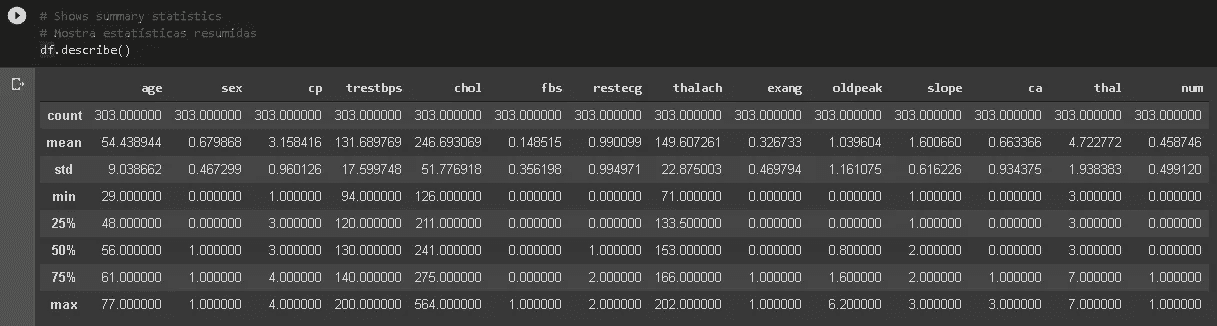 # Shows summary statistics
# Mostra estatísticas resumidas
df.describe()
age sex cp trestbps chol fbs restecg thalach exang oldpeak slope ca thal num
count 303.000000 303.000000 303.000000 303.000000 303.000000 303.000000 303.000000 303.000000 303.000000 303.000000 303.000000 303.000000 303.000000 303.000000
mean 54.438944 0.679868 3.158416 131.689769 246.693069 0.148515 0.990099 149.607261 0.326733 1.039604 1.600660 0.663366 4.722772 0.458746
std 9.038662 0.467299 0.960126 17.599748 51.776918 0.356198 0.994971 22.875003 0.469794 1.161075 0.616226 0.934375 1.938383 0.499120
min 29.000000 0.000000 1.000000 94.000000 126.000000 0.000000 0.000000 71.000000 0.000000 0.000000 1.000000 0.000000 3.000000 0.000000
25% 48.000000 0.000000 3.000000 120.000000 211.000000 0.000000 0.000000 133.500000 0.000000 0.000000 1.000000 0.000000 3.000000 0.000000
50% 56.000000 1.000000 3.000000 130.000000 241.000000 0.000000 1.000000 153.000000 0.000000 0.800000 2.000000 0.000000 3.000000 0.000000
75% 61.000000 1.000000 4.000000 140.000000 275.000000 0.000000 2.000000 166.000000 1.000000 1.600000 2.000000 1.000000 7.000000 1.000000
max 77.000000 1.000000 4.000000 200.000000 564.000000 1.000000 2.000000 202.000000 1.000000 6.200000 3.000000 3.000000 7.000000 1.000000